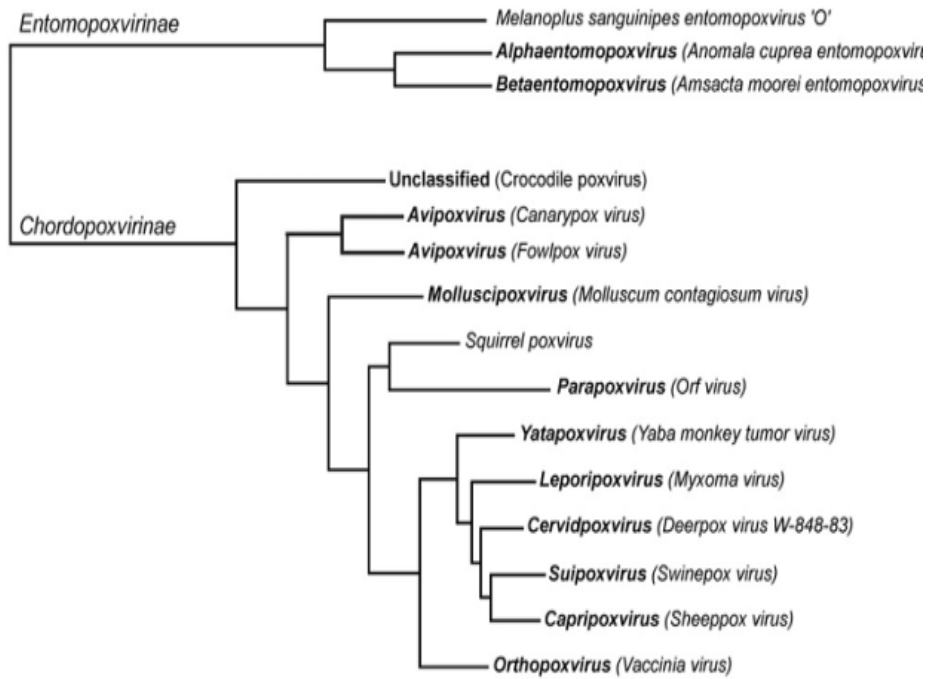 Entomopoxvirinae
Melanoplus sanguinipes entomopoxvirus 'O'
Alphaentomopoxvirus (Anomala cuprea entomopoxviru
Betaentomopoxvirus (Amsacta moorei entomopoxvirus
Unclassified (Crocodile poxvirus)
Chordopoxvirinae
Avipoxvirus (Canarypox virus)
Avipoxvirus (Fowlpox virus)
Molluscipoxvirus (Molluscum contagiosum virus)
Squirrel poxvirus
Parapoxvirus (Orf virus)
Yatapoxvirus (Yaba monkey tumor virus)
Leporipoxvirus (Myxoma virus)
Cervidpoxvirus (Deerpox virus W-848-83)
Suipoxvirus (Swinepox virus)
Capripoxvirus (Sheeppox virus)
Orthopoxvirus (Vaccinia virus)